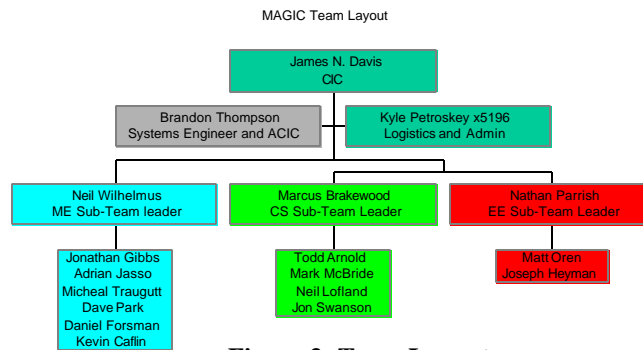 MAGIC Team Layout
James N. Davis
CIC
Brandon Thompson
Systems Engineer and ACIC
Kyle Petroskey x5196
Logistics and Admin
Neil Wilhelmus
ME Sub-Team leader
Marcus Brakewood
CS Sub-Team Leader
Nathan Parrish
EE Sub-Team Leader
Jonathan Gibbs
Adrian Jasso
Micheal Traugutt
Dave Park
Daniel Forsman
Kevin Caflin
Todd Arnold
Mark McBride
Neil Lofland
Jon Swanson
Matt Oren
Joseph Heyman